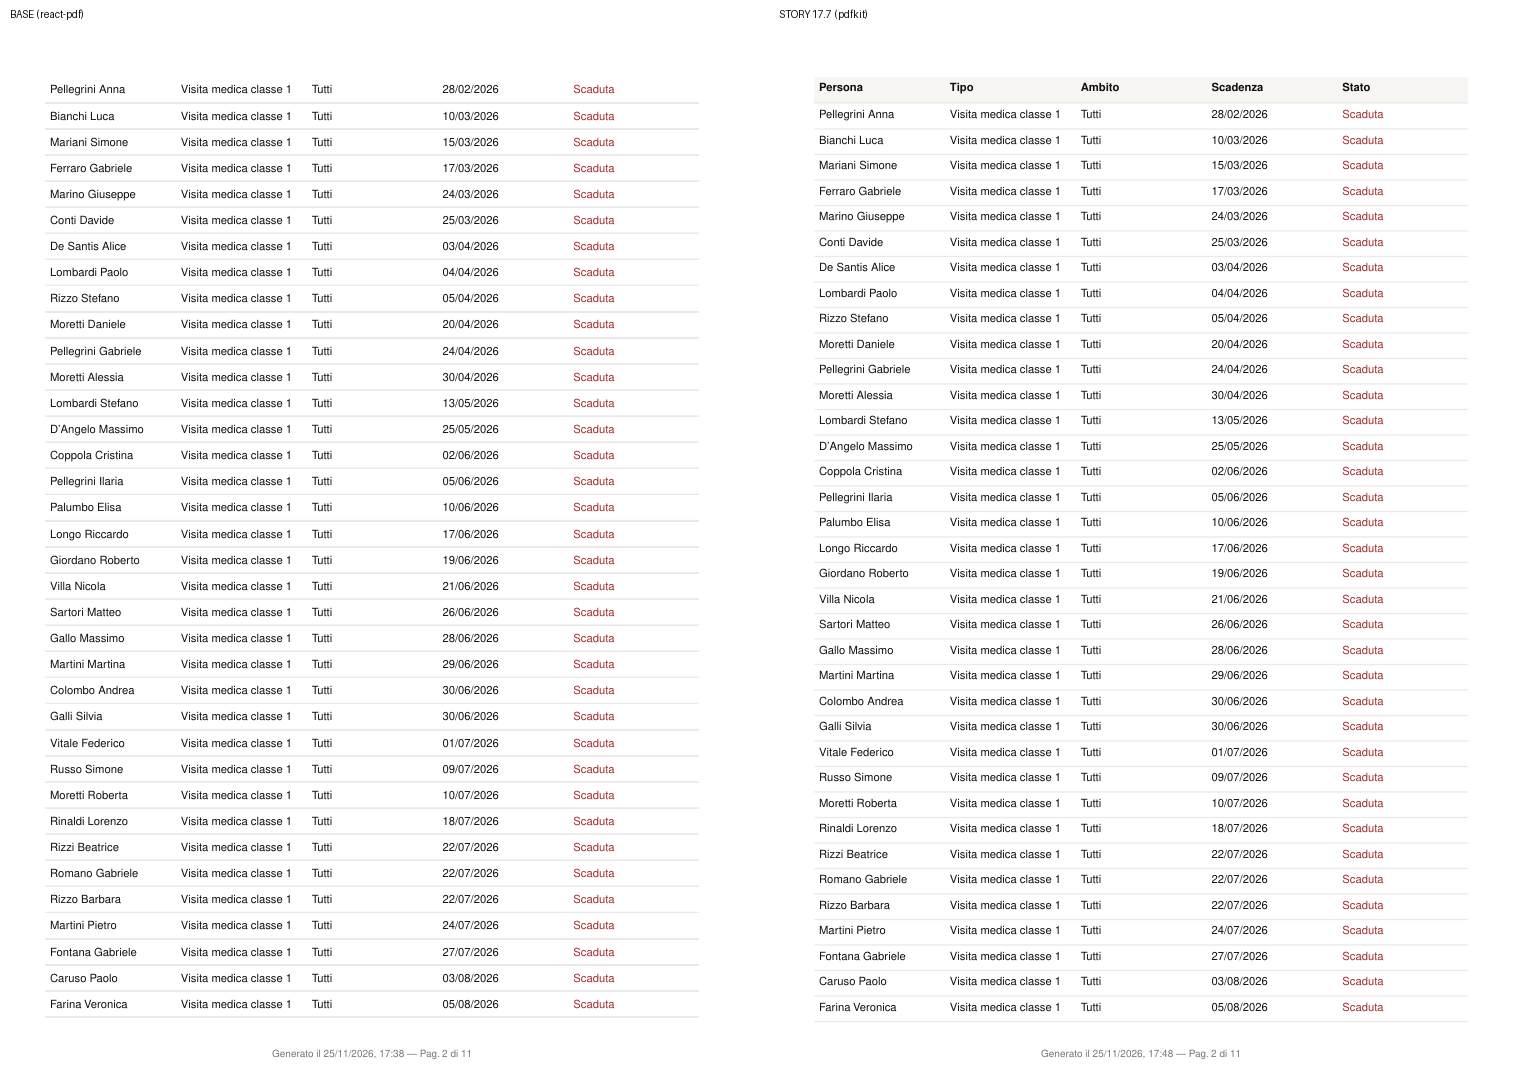 BASE (react-pdf)
Pellegrini Anna Visita medica classe 1 Tutti 28/02/2026 Scaduta
Bianchi Luca Visita medica classe 1 Tutti 10/03/2026 Scaduta
Mariani Simone Visita medica classe 1 Tutti 15/03/2026 Scaduta
Ferraro Gabriele Visita medica classe 1 Tutti 17/03/2026 Scaduta
Marino Giuseppe Visita medica classe 1 Tutti 24/03/2026 Scaduta
Conti Davide Visita medica classe 1 Tutti 25/03/2026 Scaduta
De Santis Alice Visita medica classe 1 Tutti 03/04/2026 Scaduta
Lombardi Paolo Visita medica classe 1 Tutti 04/04/2026 Scaduta
Rizzo Stefano Visita medica classe 1 Tutti 05/04/2026 Scaduta
Moretti Daniele Visita medica classe 1 Tutti 20/04/2026 Scaduta
Pellegrini Gabriele Visita medica classe 1 Tutti 24/04/2026 Scaduta
Moretti Alessia Visita medica classe 1 Tutti 30/04/2026 Scaduta
Lombardi Stefano Visita medica classe 1 Tutti 13/05/2026 Scaduta
D'Angelo Massimo Visita medica classe 1 Tutti 25/05/2026 Scaduta
Coppola Cristina Visita medica classe 1 Tutti 02/06/2026 Scaduta
Pellegrini Ilaria Visita medica classe 1 Tutti 05/06/2026 Scaduta
Palumbo Elisa Visita medica classe 1 Tutti 10/06/2026 Scaduta
Longo Riccardo Visita medica classe 1 Tutti 17/06/2026 Scaduta
Giordano Roberto Visita medica classe 1 Tutti 19/06/2026 Scaduta
Villa Nicola Visita medica classe 1 Tutti 21/06/2026 Scaduta
Sartori Matteo Visita medica classe 1 Tutti 26/06/2026 Scaduta
Gallo Massimo Visita medica classe 1 Tutti 28/06/2026 Scaduta
Martini Martina Visita medica classe 1 Tutti 29/06/2026 Scaduta
Colombo Andrea Visita medica classe 1 Tutti 30/06/2026 Scaduta
Galli Silvia Visita medica classe 1 Tutti 30/06/2026 Scaduta
Vitale Federico Visita medica classe 1 Tutti 01/07/2026 Scaduta
Russo Simone Visita medica classe 1 Tutti 09/07/2026 Scaduta
Moretti Roberta Visita medica classe 1 Tutti 10/07/2026 Scaduta
Rinaldi Lorenzo Visita medica classe 1 Tutti 18/07/2026 Scaduta
Rizzi Beatrice Visita medica classe 1 Tutti 22/07/2026 Scaduta
Romano Gabriele Visita medica classe 1 Tutti 22/07/2026 Scaduta
Rizzo Barbara Visita medica classe 1 Tutti 22/07/2026 Scaduta
Martini Pietro Visita medica classe 1 Tutti 24/07/2026 Scaduta
Fontana Gabriele Visita medica classe 1 Tutti 27/07/2026 Scaduta
Caruso Paolo Visita medica classe 1 Tutti 03/08/2026 Scaduta
Farina Veronica Visita medica classe 1 Tutti 05/08/2026 Scaduta
Generato il 25/11/2026, 17:38 — Pag. 2 di 11
STORY 17.7 (pdfkit)
Persona Tipo Ambito Scadenza Stato
Pellegrini Anna Visita medica classe 1 Tutti 28/02/2026 Scaduta
Bianchi Luca Visita medica classe 1 Tutti 10/03/2026 Scaduta
Mariani Simone Visita medica classe 1 Tutti 15/03/2026 Scaduta
Ferraro Gabriele Visita medica classe 1 Tutti 17/03/2026 Scaduta
Marino Giuseppe Visita medica classe 1 Tutti 24/03/2026 Scaduta
Conti Davide Visita medica classe 1 Tutti 25/03/2026 Scaduta
De Santis Alice Visita medica classe 1 Tutti 03/04/2026 Scaduta
Lombardi Paolo Visita medica classe 1 Tutti 04/04/2026 Scaduta
Rizzo Stefano Visita medica classe 1 Tutti 05/04/2026 Scaduta
Moretti Daniele Visita medica classe 1 Tutti 20/04/2026 Scaduta
Pellegrini Gabriele Visita medica classe 1 Tutti 24/04/2026 Scaduta
Moretti Alessia Visita medica classe 1 Tutti 30/04/2026 Scaduta
Lombardi Stefano Visita medica classe 1 Tutti 13/05/2026 Scaduta
D'Angelo Massimo Visita medica classe 1 Tutti 25/05/2026 Scaduta
Coppola Cristina Visita medica classe 1 Tutti 02/06/2026 Scaduta
Pellegrini Ilaria Visita medica classe 1 Tutti 05/06/2026 Scaduta
Palumbo Elisa Visita medica classe 1 Tutti 10/06/2026 Scaduta
Longo Riccardo Visita medica classe 1 Tutti 17/06/2026 Scaduta
Giordano Roberto Visita medica classe 1 Tutti 19/06/2026 Scaduta
Villa Nicola Visita medica classe 1 Tutti 21/06/2026 Scaduta
Sartori Matteo Visita medica classe 1 Tutti 26/06/2026 Scaduta
Gallo Massimo Visita medica classe 1 Tutti 28/06/2026 Scaduta
Martini Martina Visita medica classe 1 Tutti 29/06/2026 Scaduta
Colombo Andrea Visita medica classe 1 Tutti 30/06/2026 Scaduta
Galli Silvia Visita medica classe 1 Tutti 30/06/2026 Scaduta
Vitale Federico Visita medica classe 1 Tutti 01/07/2026 Scaduta
Russo Simone Visita medica classe 1 Tutti 09/07/2026 Scaduta
Moretti Roberta Visita medica classe 1 Tutti 10/07/2026 Scaduta
Rinaldi Lorenzo Visita medica classe 1 Tutti 18/07/2026 Scaduta
Rizzi Beatrice Visita medica classe 1 Tutti 22/07/2026 Scaduta
Romano Gabriele Visita medica classe 1 Tutti 22/07/2026 Scaduta
Rizzo Barbara Visita medica classe 1 Tutti 22/07/2026 Scaduta
Martini Pietro Visita medica classe 1 Tutti 24/07/2026 Scaduta
Fontana Gabriele Visita medica classe 1 Tutti 27/07/2026 Scaduta
Caruso Paolo Visita medica classe 1 Tutti 03/08/2026 Scaduta
Farina Veronica Visita medica classe 1 Tutti 05/08/2026 Scaduta
Generato il 25/11/2026, 17:48 — Pag. 2 di 11